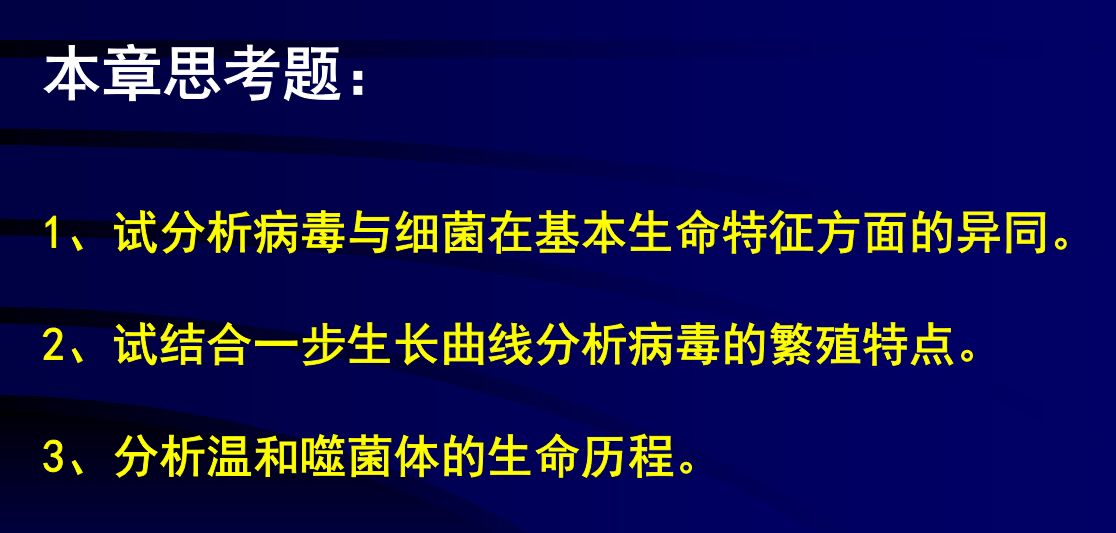 本章思考题：
1、试分析病毒与细菌在基本生命特征方面的异同。
2、试结合一步生长曲线分析病毒的繁殖特点。
3、分析温和噬菌体的生命历程。